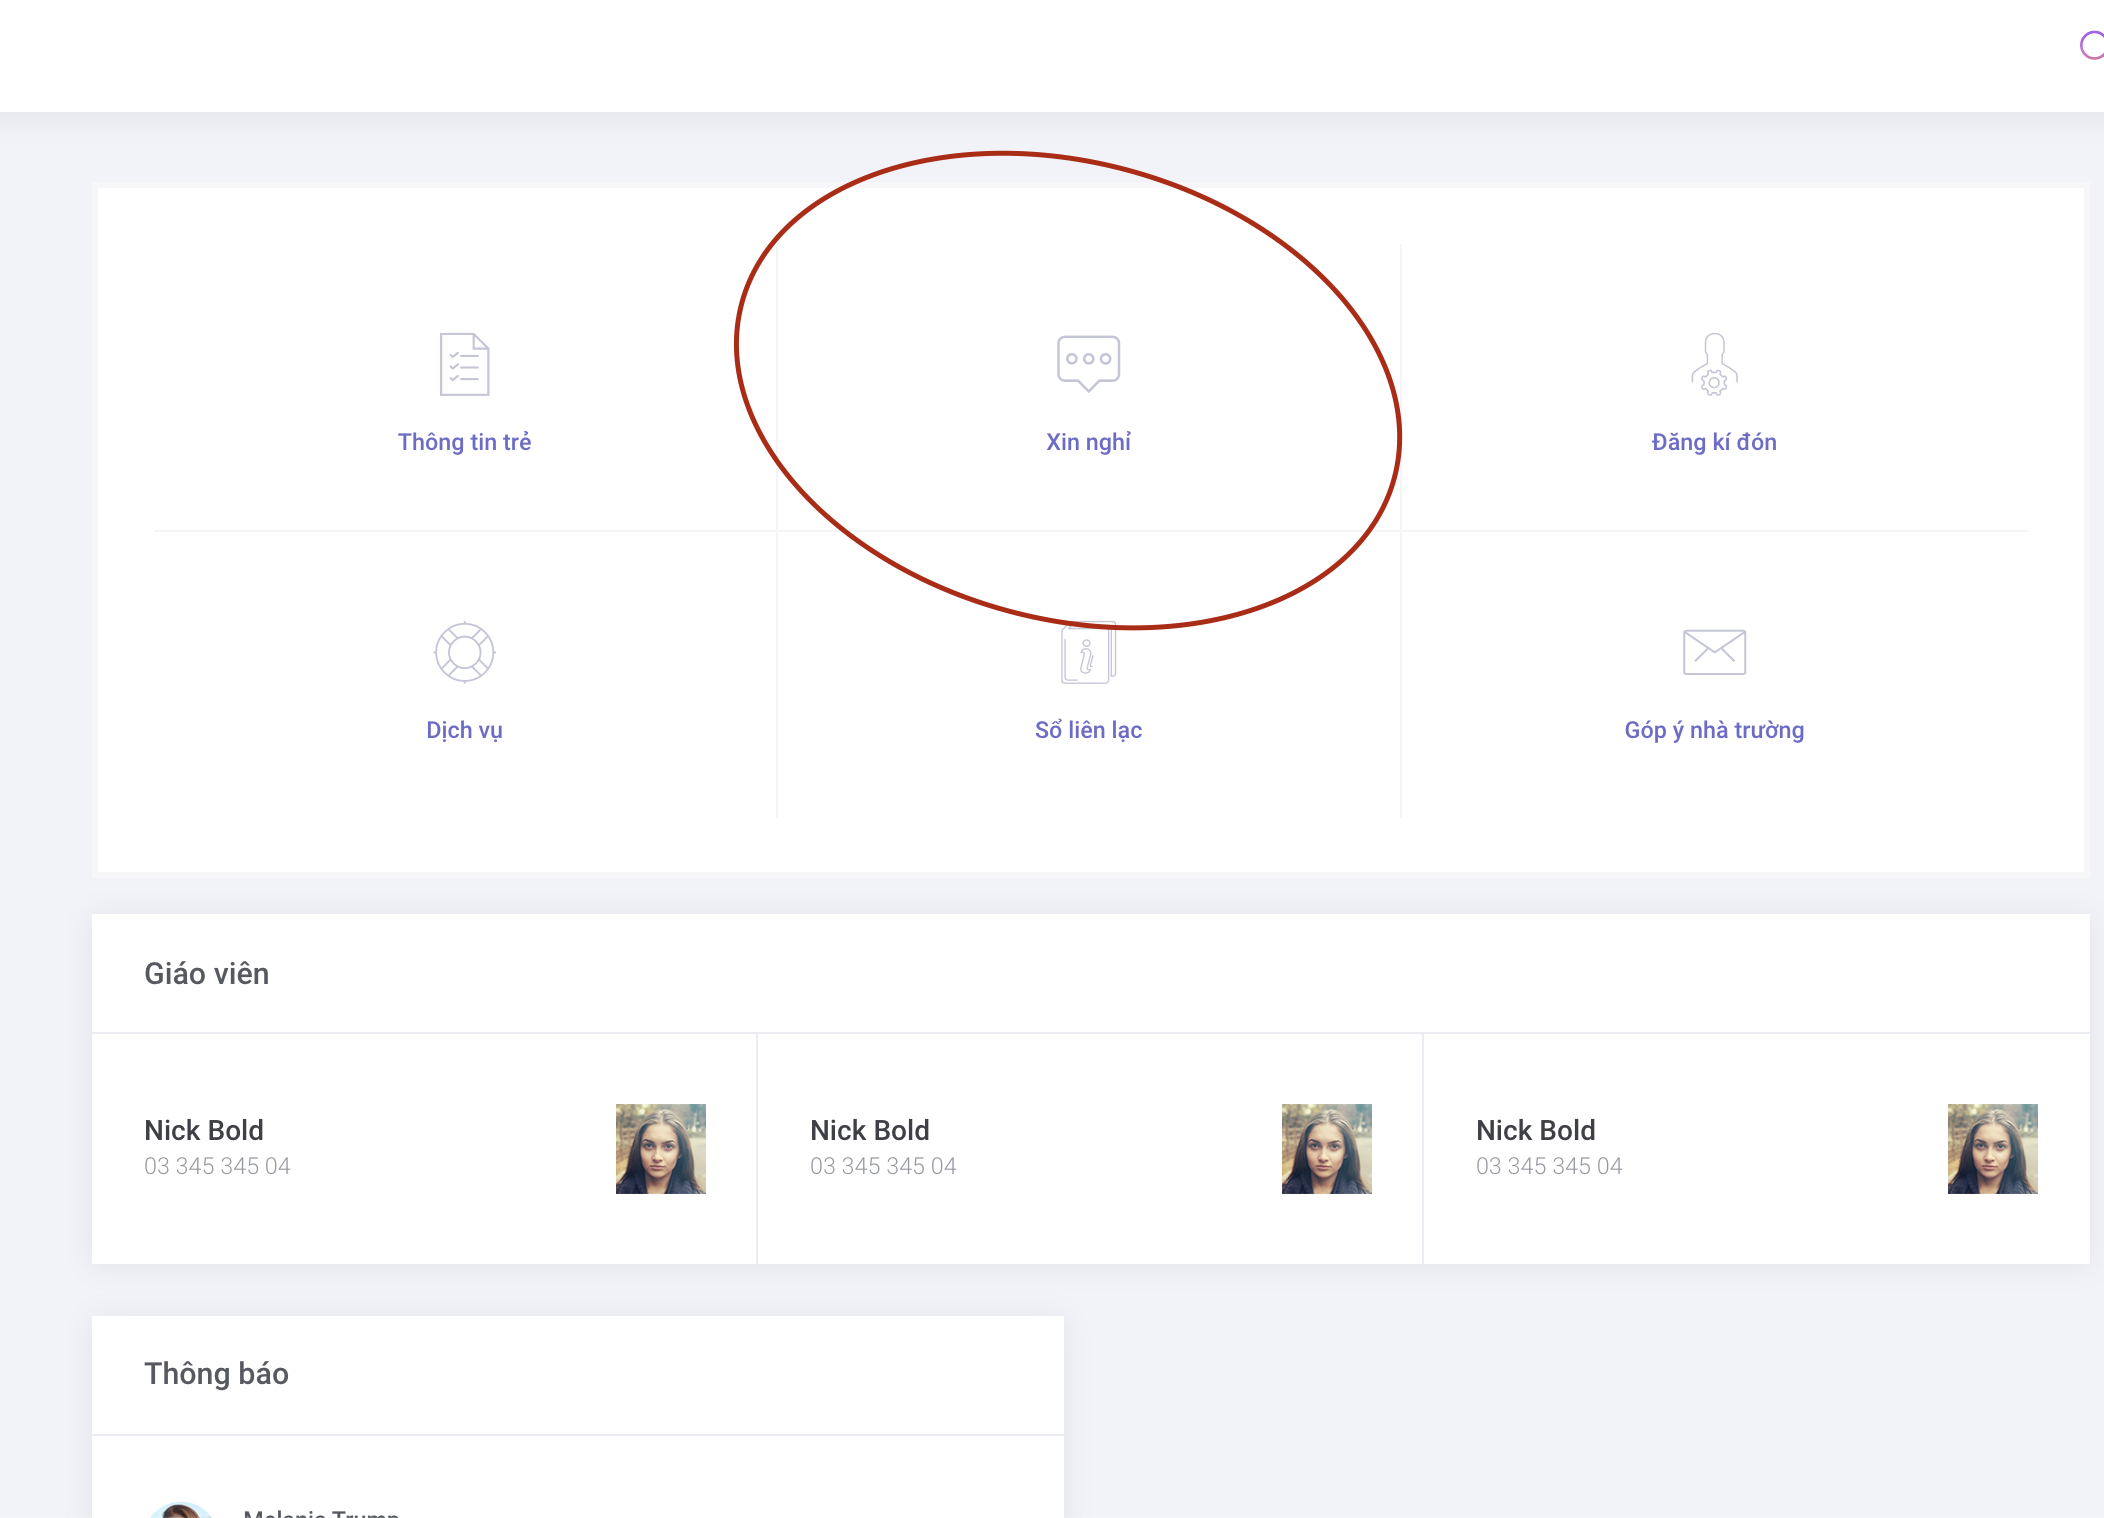 Thông tin trẻ
Xin nghỉ
Đăng kí đón
Dịch vụ
Sổ liên lạc
Góp ý nhà trường
Giáo viên
Nick Bold
03 345 345 04
Nick Bold
03 345 345 04
Nick Bold
03 345 345 04
Thông báo
Melanie Trump